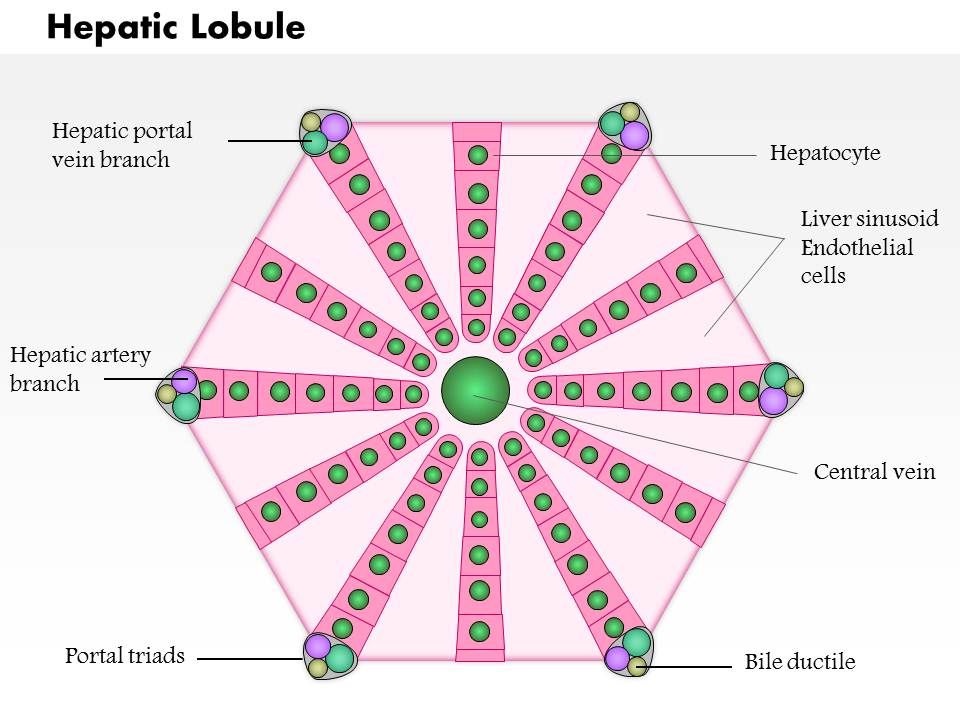 Hepatic Lobule
Hepatic portal
vein branch
Hepatocyte
Liver sinusoid
Endothelial
cells
Hepatic artery
branch
Central vein
Portal triads
Bile ductile